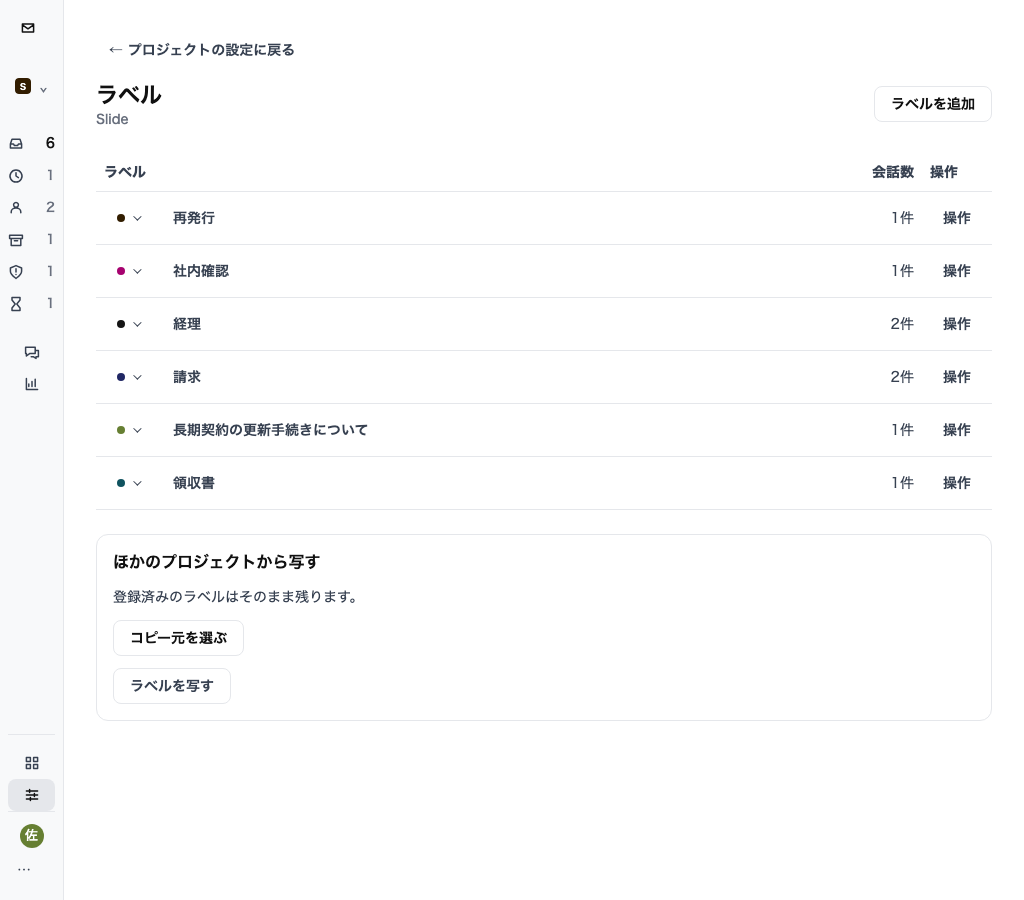 ← プロジェクトの設定に戻る
ラベル
Slide
ラベルを追加
S
6
1
2
1
1
1
ラベル 会話数 操作
再発行 1件 操作
社内確認 1件 操作
経理 2件 操作
請求 2件 操作
長期契約の更新手続きについて 1件 操作
領収書 1件 操作
ほかのプロジェクトから写す
登録済みのラベルはそのまま残ります。
コピー元を選ぶ
ラベルを写す
佐
…